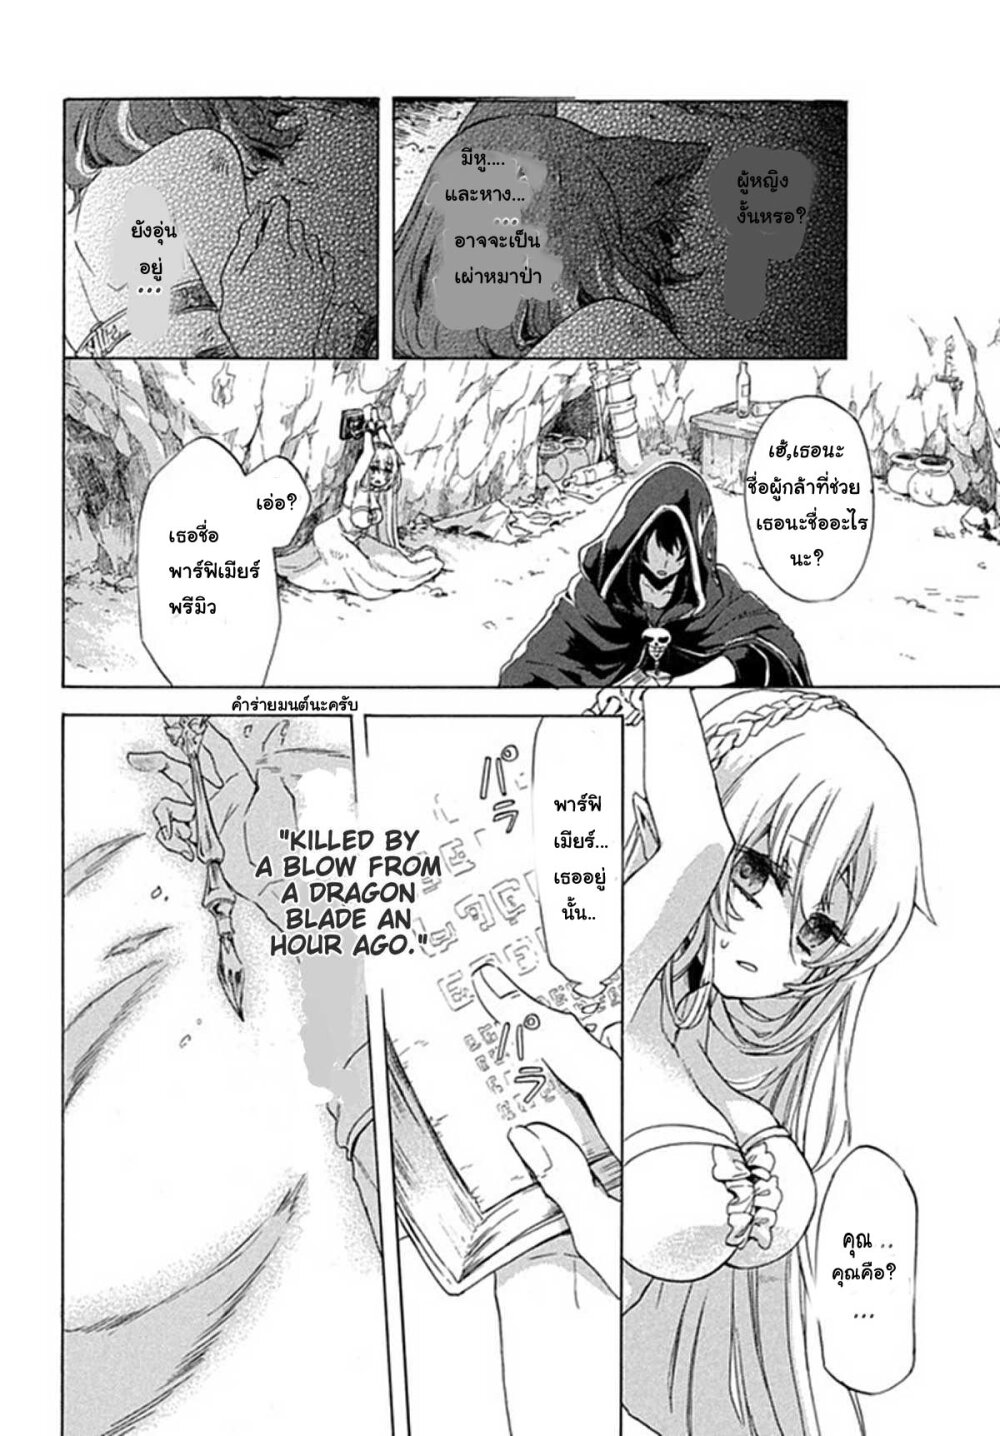 ผู้หญิง
งั้นหรอ?
มีหู....
และหาง...
...
อาจจะเป็น
เผ่าหมาป่า
ยังอุ่น
อยู่
...
เฮ้,เธอนะ
ชื่อผู้กล้าที่ช่วย
เธอนะชื่ออะไร
นะ?
เอ่อ?
เธอชื่อ
พาร์ฟิเมียร์
พรีมิว
พาร์ฟิ
เมียร์...
เธออยู่
นั้น..
パラ
パラ
คุณ ..
คุณคือ?
...
คำร่ายมนต์นะครับ
"KILLED BY
A BLOW FROM
A DRAGON
BLADE AN
HOUR AGO."